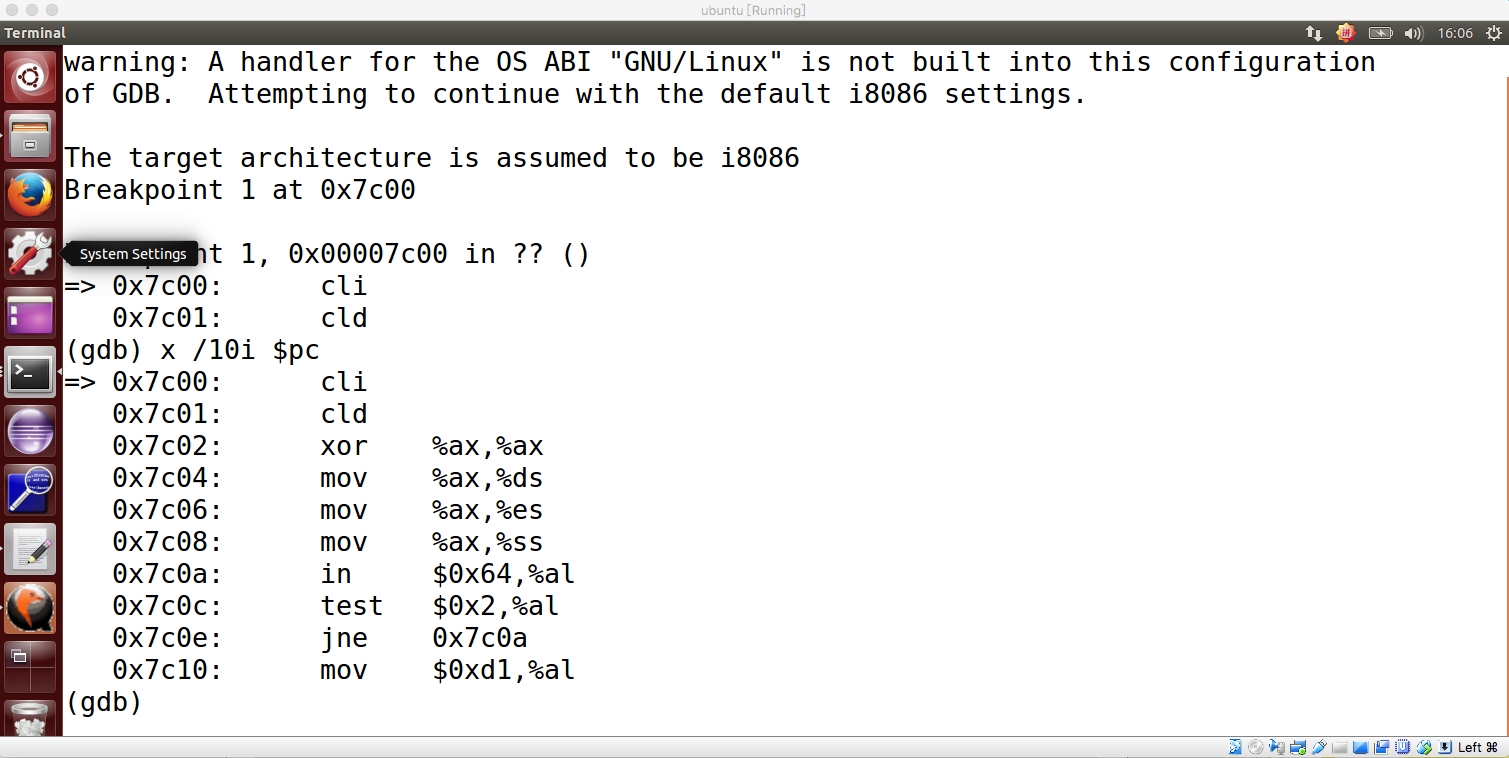 ubuntu [Running]
Terminal
16:06
warning: A handler for the OS ABI "GNU/Linux" is not built into this configuration
of GDB.  Attempting to continue with the default i8086 settings.
The target architecture is assumed to be i8086
Breakpoint 1 at 0x7c00
System Settings
nt 1, 0x00007c00 in ?? ()
=> 0x7c00:      cli
   0x7c01:      cld
(gdb) x /10i $pc
=> 0x7c00:      cli
   0x7c01:      cld
   0x7c02:      xor    %ax,%ax
   0x7c04:      mov    %ax,%ds
   0x7c06:      mov    %ax,%es
   0x7c08:      mov    %ax,%ss
   0x7c0a:      in     $0x64,%al
   0x7c0c:      test   $0x2,%al
   0x7c0e:      jne    0x7c0a
   0x7c10:      mov    $0xd1,%al
(gdb)
Left ⌘